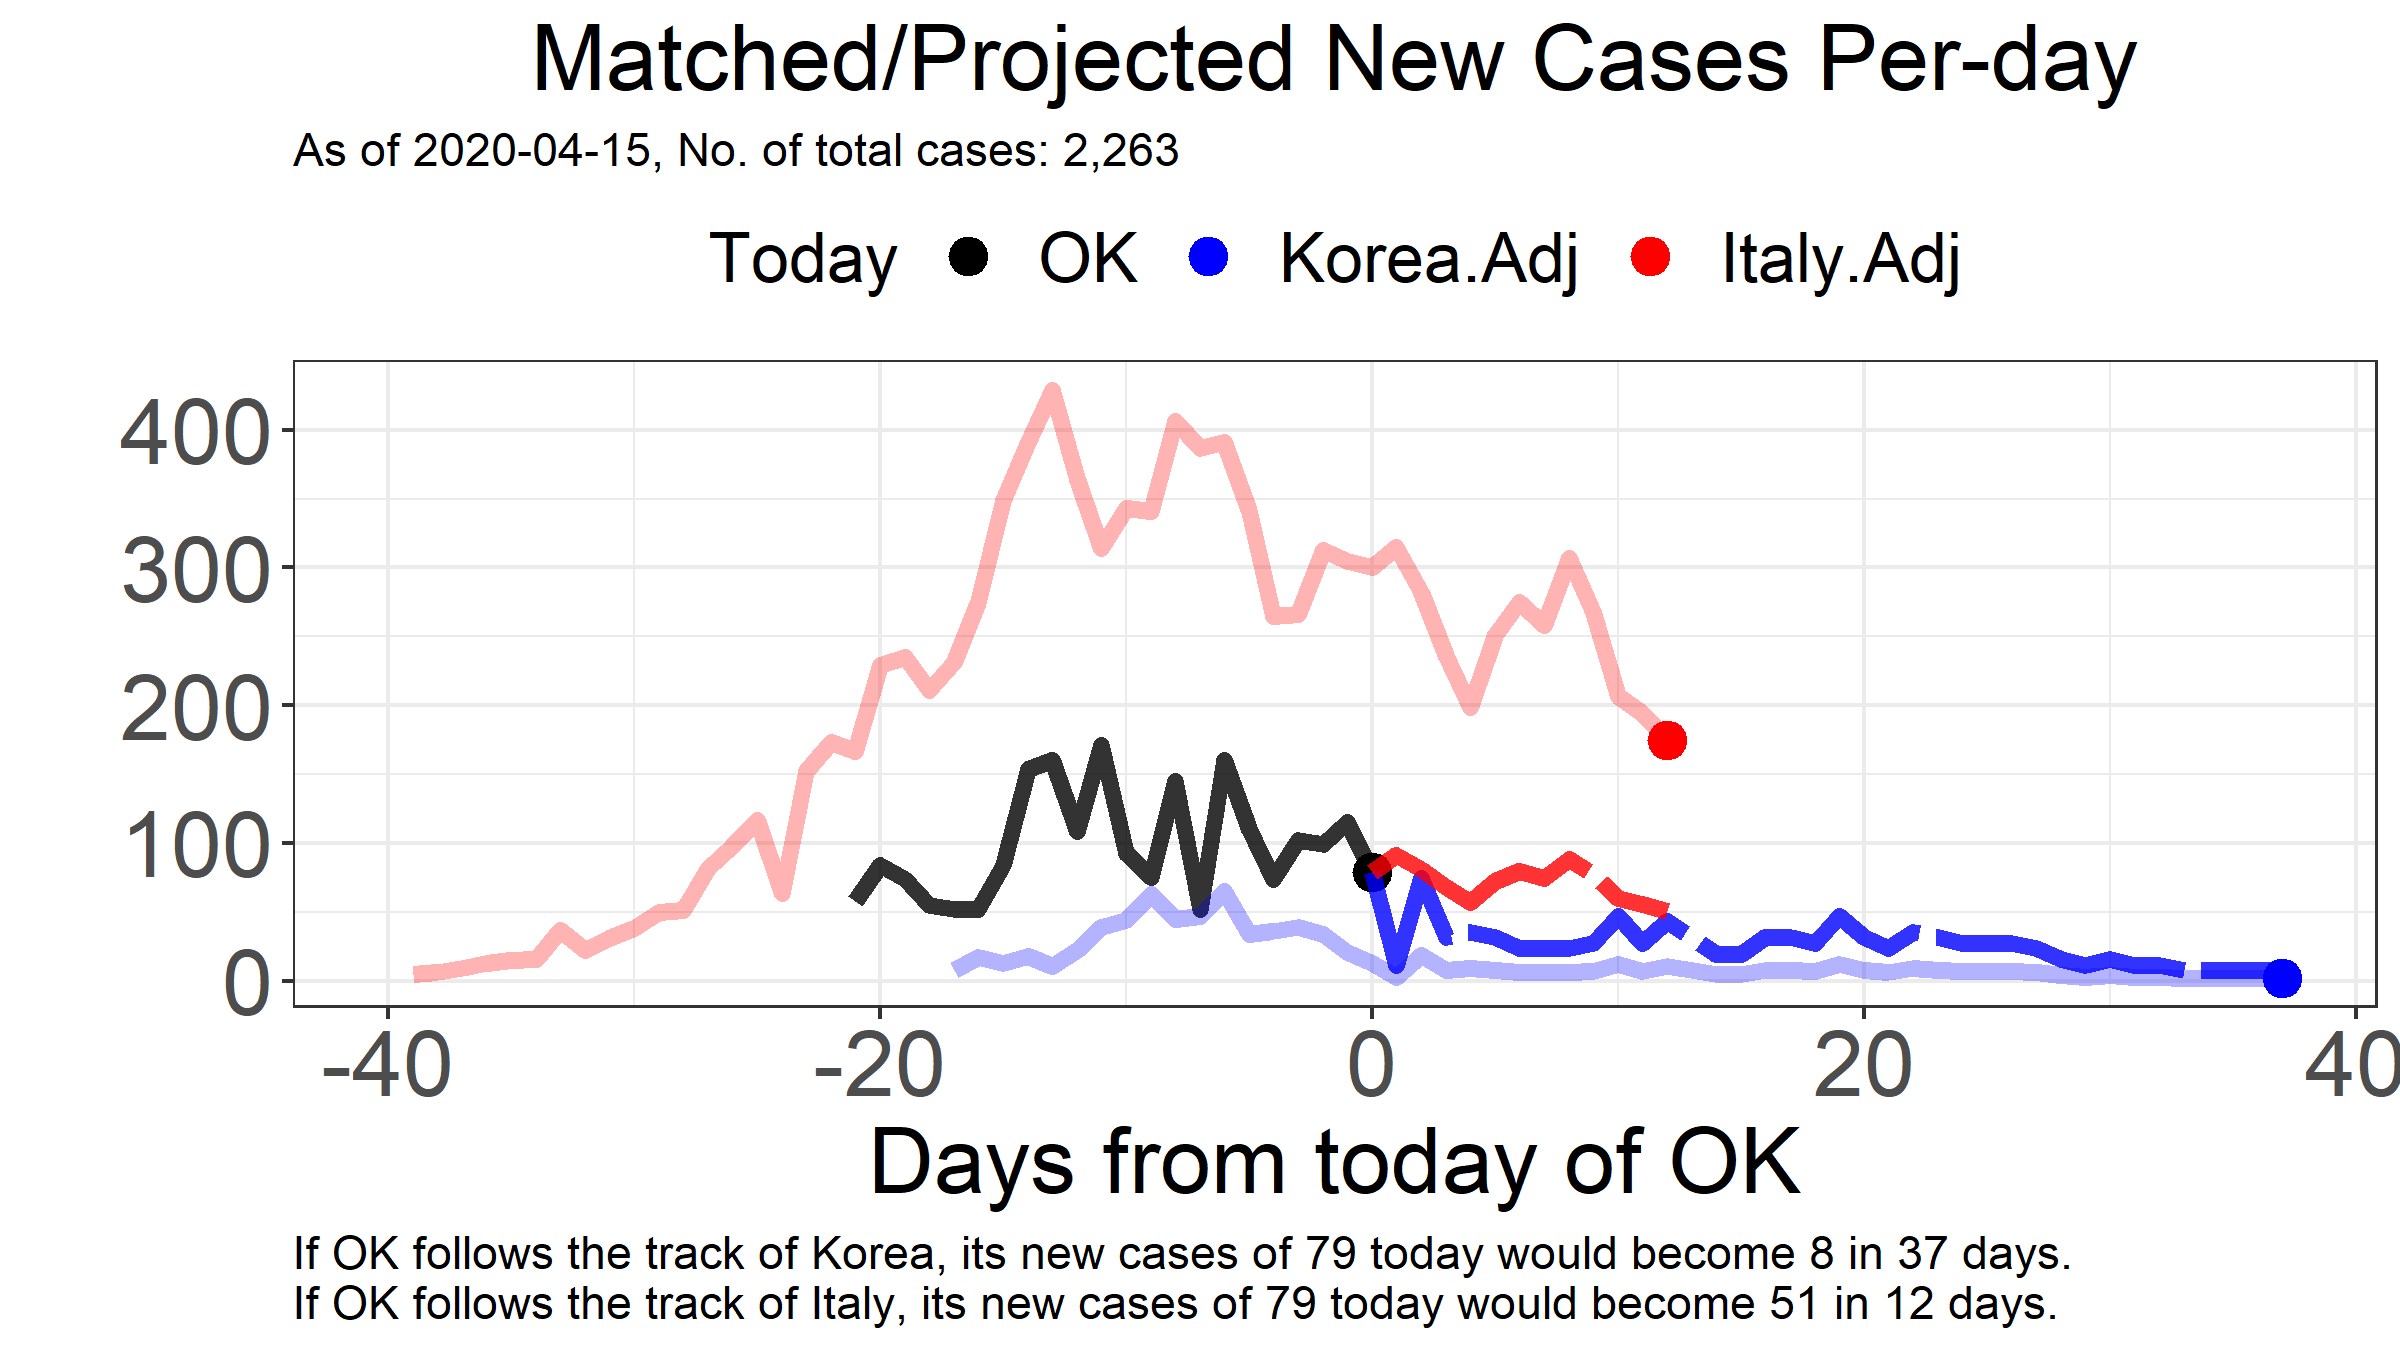 Matched/Projected New Cases Per-day
As of 2020-04-15, No. of total cases: 2,263
Today OK Korea.Adj Italy.Adj
400
300
200
100
0
-40 -20 0 20 40
Days from today of OK
If OK follows the track of Korea, its new cases of 79 today would become 8 in 37 days.
If OK follows the track of Italy, its new cases of 79 today would become 51 in 12 days.